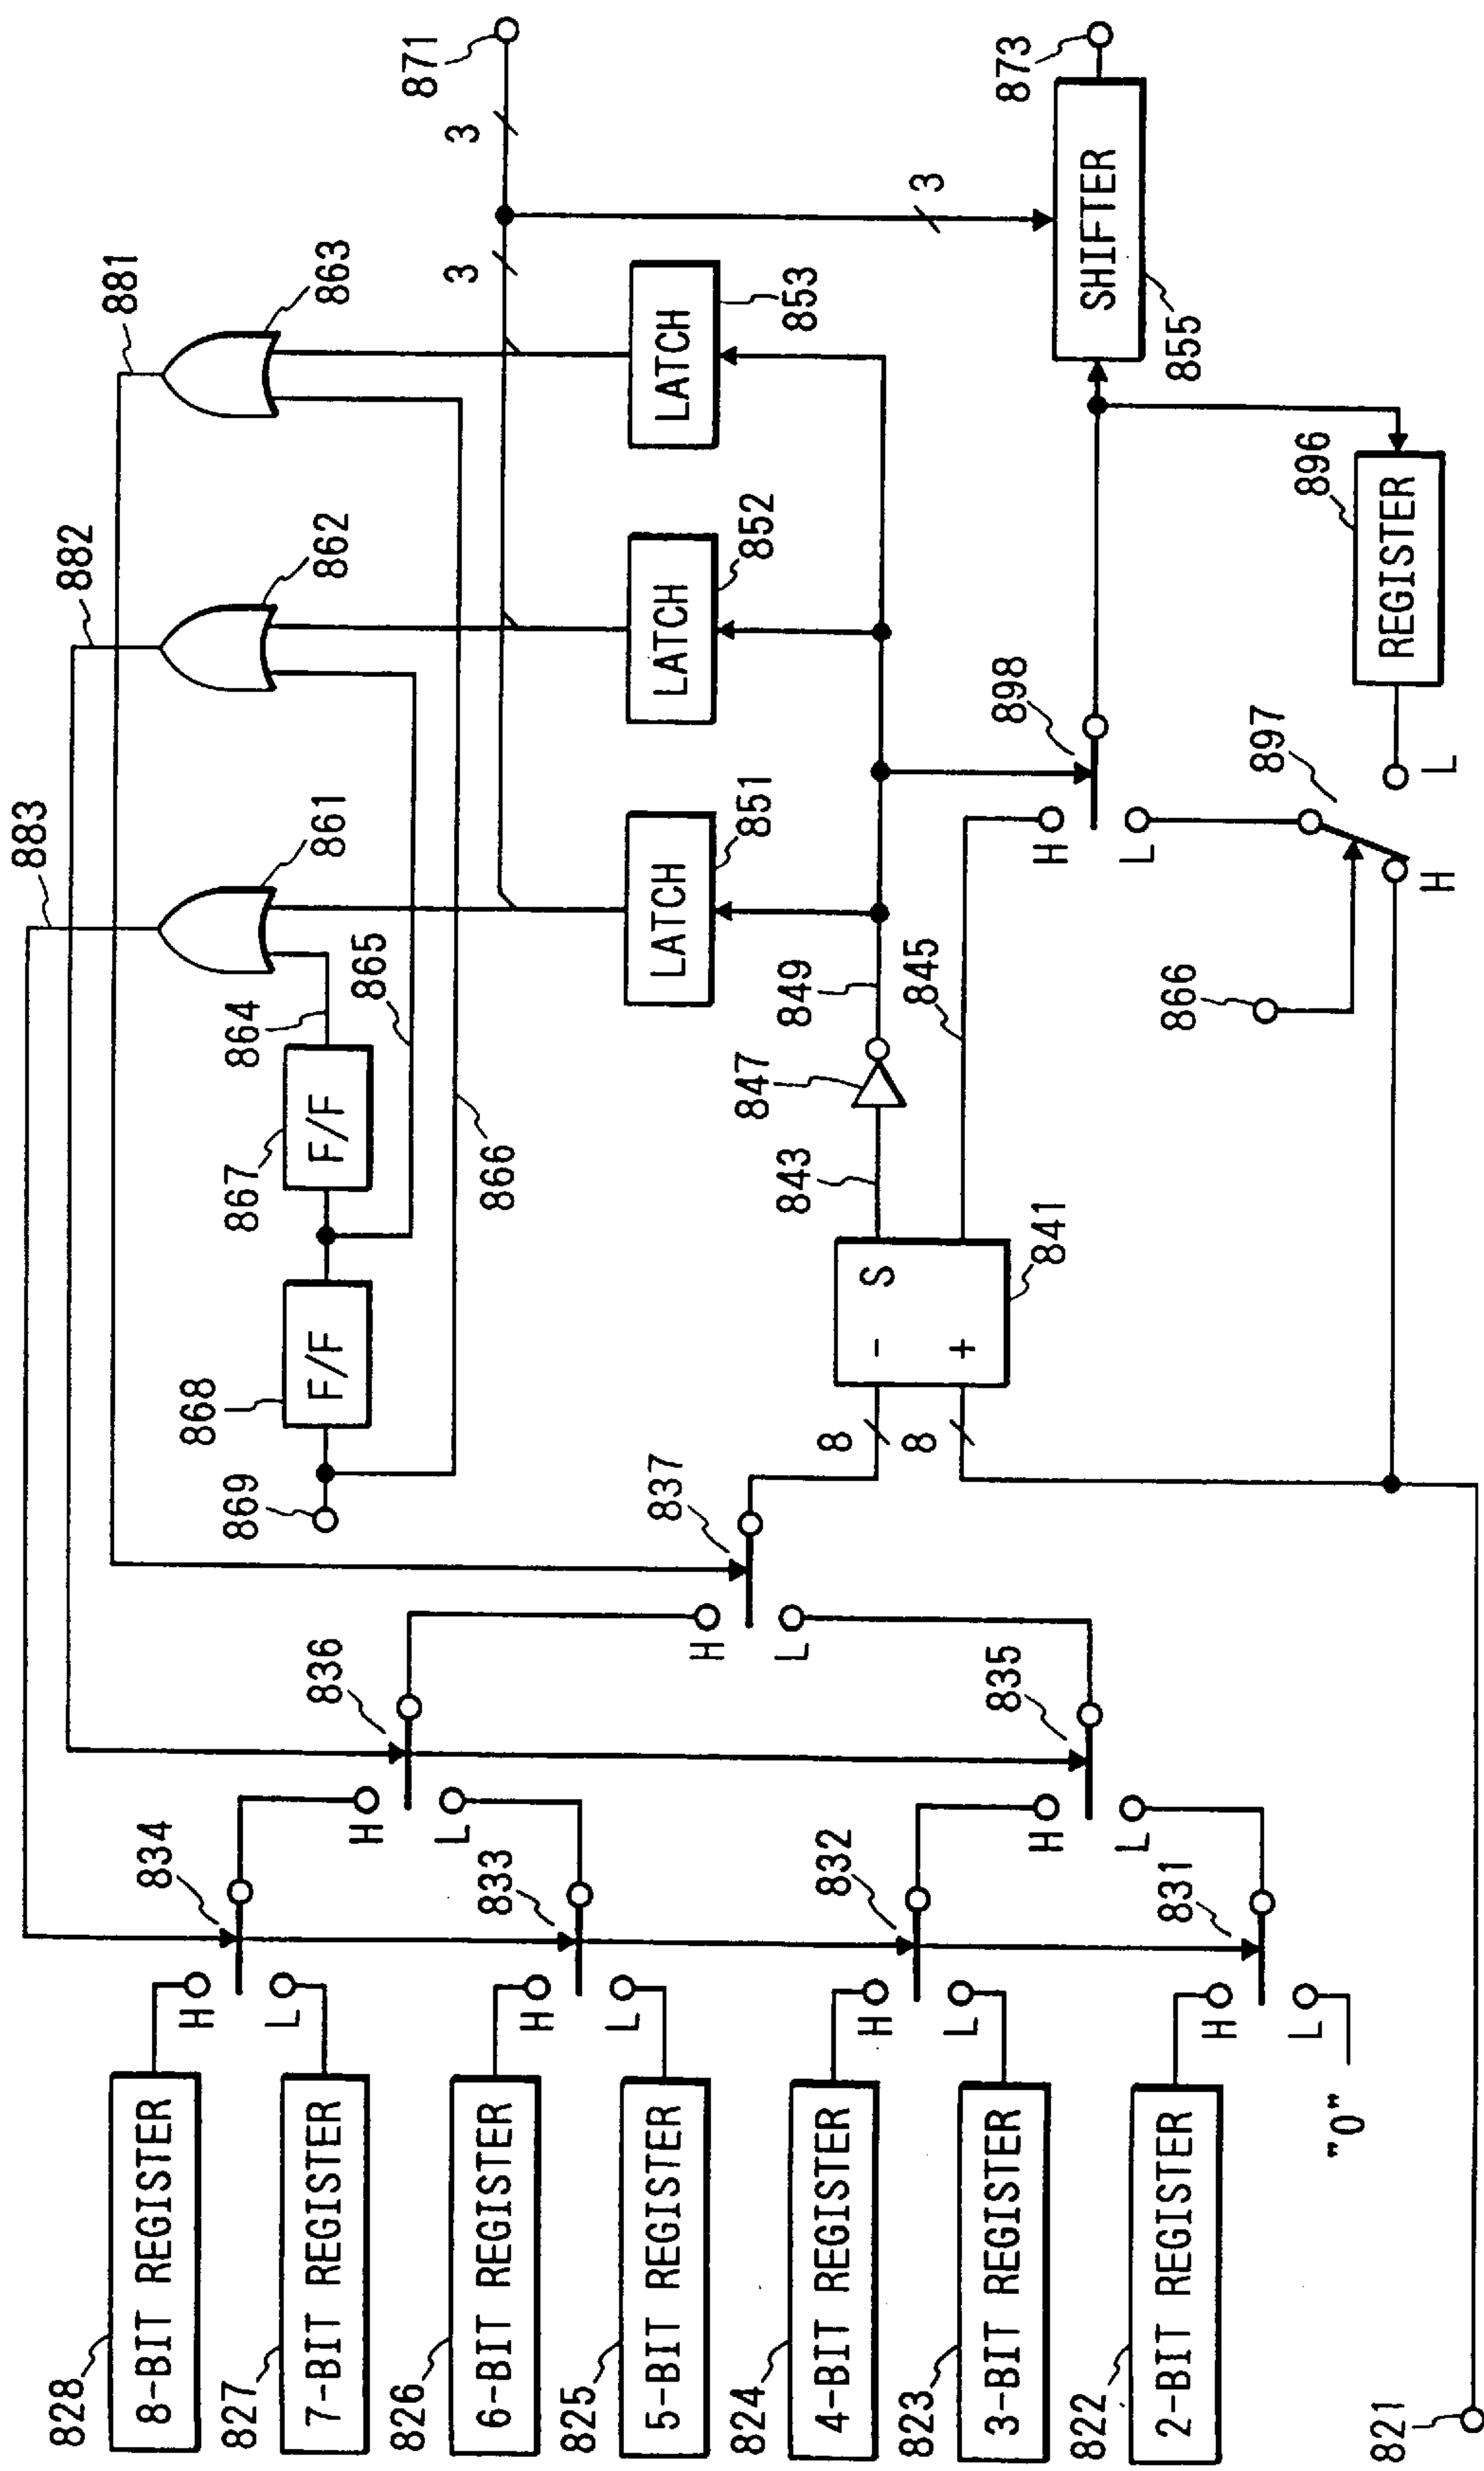 828
8-BIT REGISTER
827
7-BIT REGISTER
826
6-BIT REGISTER
825
5-BIT REGISTER
824
4-BIT REGISTER
823
3-BIT REGISTER
822
2-BIT REGISTER
"0"
821
834
H
L
833
H
L
832
H
L
831
H
L
836
H
L
835
H
L
837
H
L
883
882
881
869
868
F/F
867
F/F
864
865
866
861
862
863
8
8
-
S
+
841
843
847
849
845
LATCH
851
LATCH
852
LATCH
853
3
3
871
3
898
H
L
866
897
H
L
REGISTER
896
SHIFTER
855
873